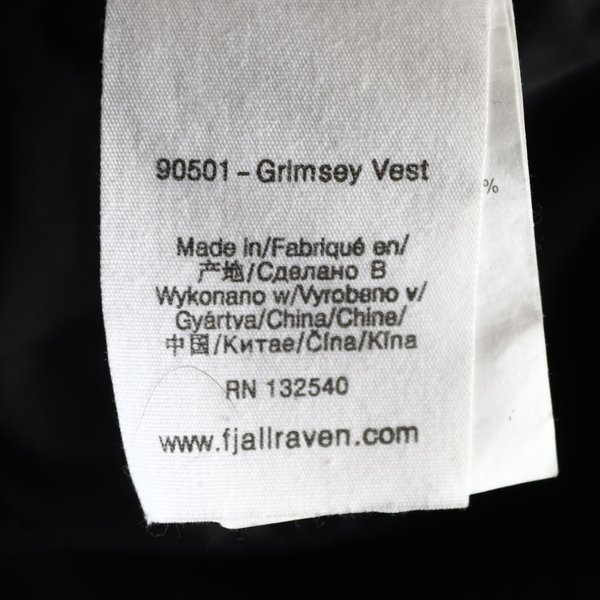 90501 - Grimsey Vest
%
Made in/Fabriqué en/
产地/Сделано В
Wykonano w/Vyrobeno v/
Gyártva/China/Chine/
中国/Китае/Čína/Kína
RN 132540
www.fjallraven.com